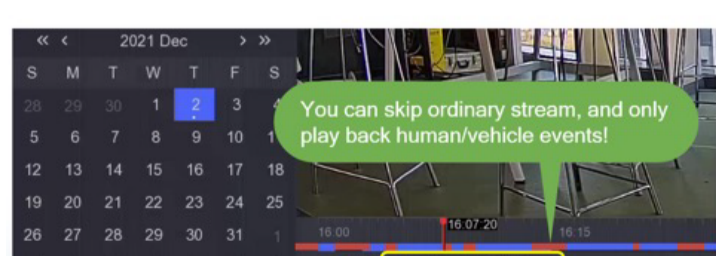 « < 2021 Dec > »
S M T W T F S
28 29 30 1 2 3 4
5 6 7 8 9 10 1
12 13 14 15 16 17 18
19 20 21 22 23 24 25
26 27 28 29 30 31 1
You can skip ordinary stream, and only
play back human/vehicle events!
16:00 16:07:20 16:15